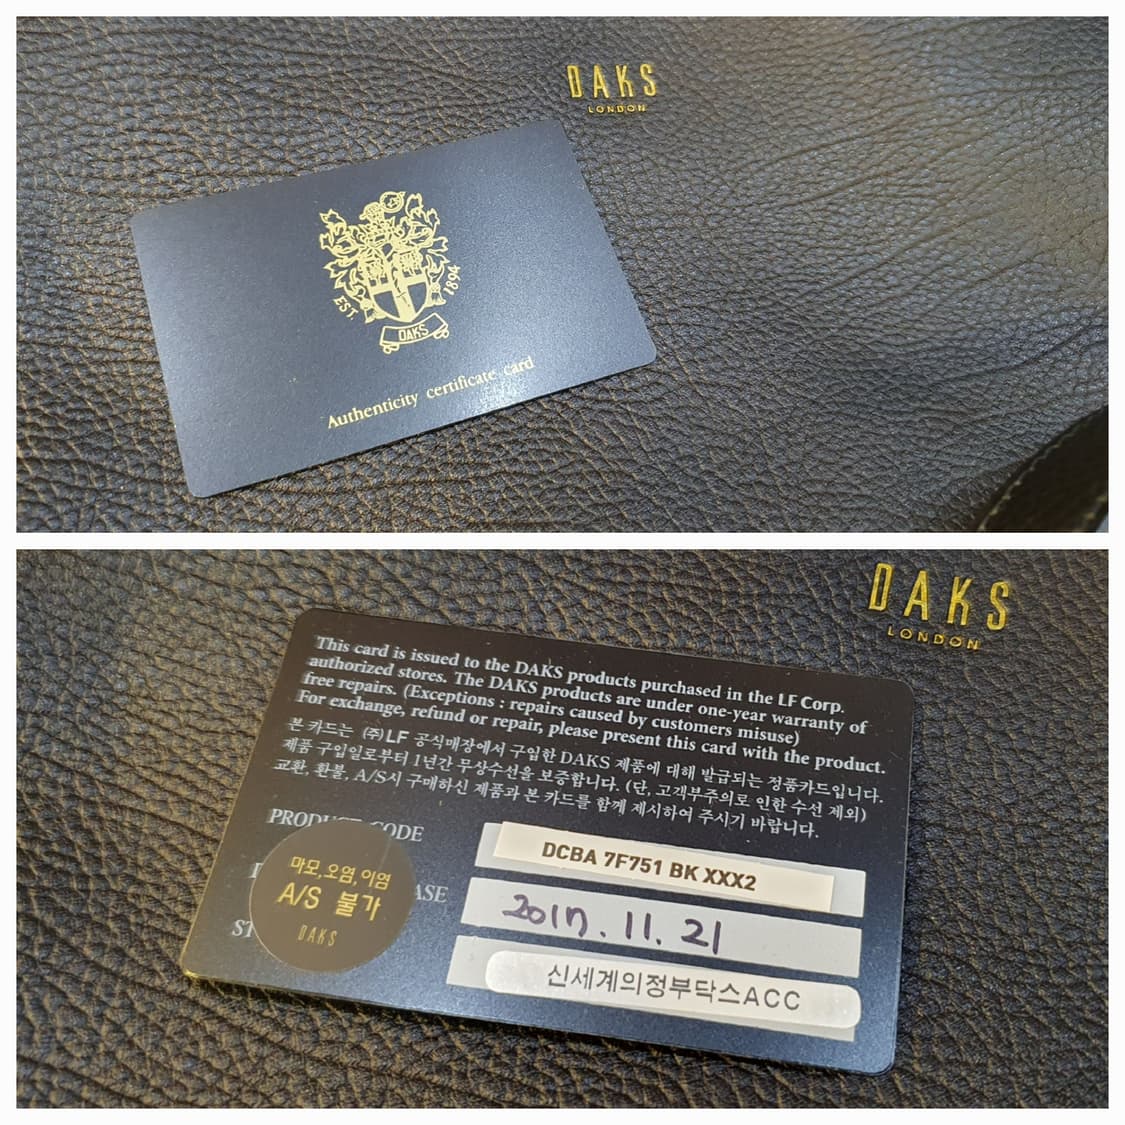 DAKS
LONDON
EST. 1894
DAKS
Authenticity certificate card
DAKS
LONDON
This card is issued to the DAKS products purchased in the LF Corp.
authorized stores. The DAKS products are under one-year warranty of
free repairs. (Exceptions : repairs caused by customers misuse)
For exchange, refund or repair, please present this card with the product.
본 카드는 ㈜LF 공식매장에서 구입한 DAKS 제품에 대해 발급되는 정품카드입니다.
제품 구입일로부터 1년간 무상수선을 보증합니다. (단, 고객부주의로 인한 수선 제외)
교환, 환불, A/S시 구매하신 제품과 본 카드를 함께 제시하여 주시기 바랍니다.
CODE
DCBA 7F751 BK XXX2
마모,오염,이염
A/S 불가
DAKS
2017.11.21
신세계의정부닥스ACC